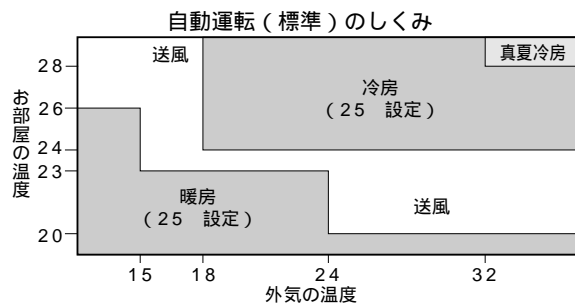 自動運転（標準）のしくみ
送風
真夏冷房
冷房
（25 設定）
暖房
（25 設定）
送風
お部屋の温度
28
26
24
23
20
15 18 24 32
外気の温度